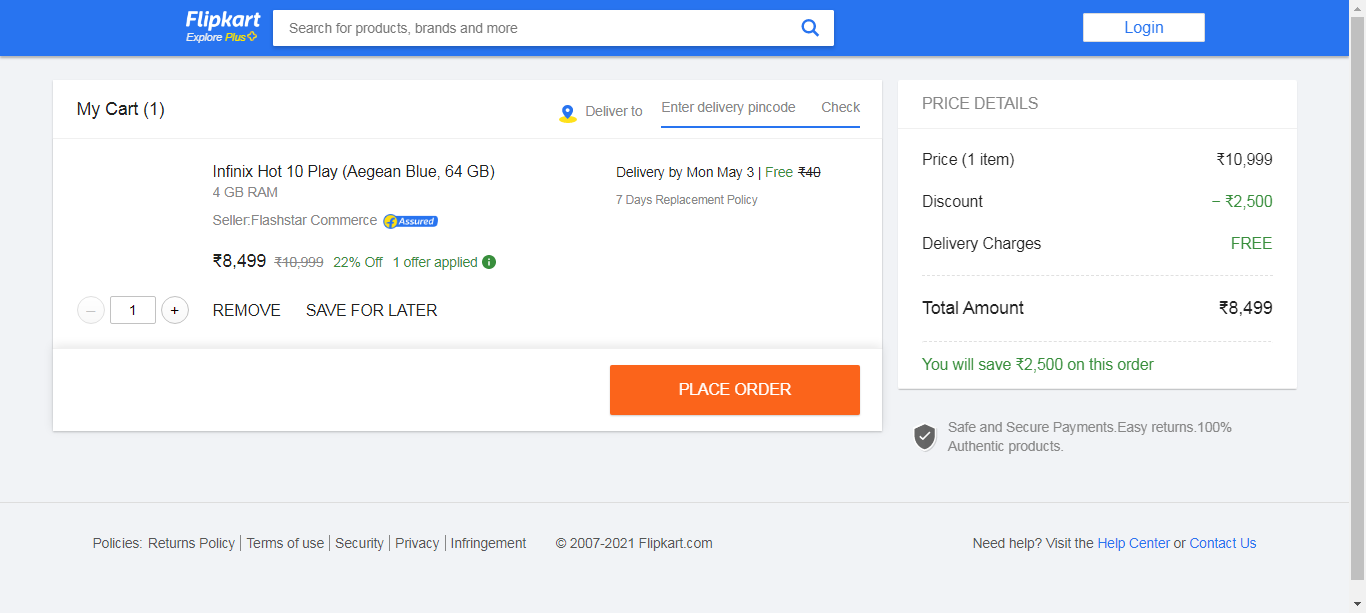 Flipkart
Explore Plus
Search for products, brands and more
Login
My Cart (1)
Deliver to
Enter delivery pincode
Check
Infinix Hot 10 Play (Aegean Blue, 64 GB)
4 GB RAM
Seller:Flashstar Commerce Assured
₹8,499 ₹10,999 22% Off 1 offer applied
Delivery by Mon May 3 | Free ₹40
7 Days Replacement Policy
– 1 + REMOVE SAVE FOR LATER
PLACE ORDER
PRICE DETAILS
Price (1 item) ₹10,999
Discount − ₹2,500
Delivery Charges FREE
Total Amount ₹8,499
You will save ₹2,500 on this order
Safe and Secure Payments.Easy returns.100%
Authentic products.
Policies: Returns Policy | Terms of use | Security | Privacy | Infringement © 2007-2021 Flipkart.com Need help? Visit the Help Center or Contact Us